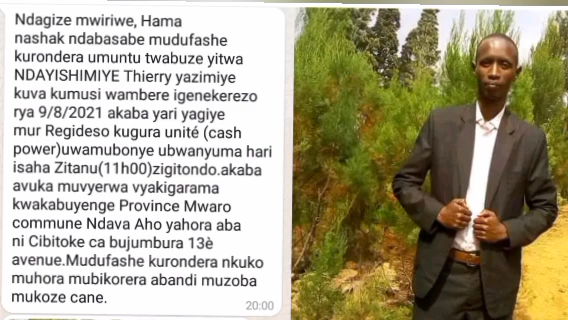 Ndagize mwiriwe, Hama
nashak ndabasabe mudufashe
kurondera umuntu twabuze yitwa
NDAYISHIMIYE Thierry yazimiye
kuva kumusi wambere igenekerezo
rya 9/8/2021 akaba yari yagiye
mur Regideso kugura unité (cash
power)uwamubonye ubwanyuma hari
isaha Zitanu(11h00)zigitondo.akaba
avuka muvyerwa vyakigarama
kwakabuyenge Province Mwaro
commune Ndava Aho yahora aba
ni Cibitoke ca bujumbura 13è
avenue.Mudufashe kurondera nkuko
muhora mubikorera abandi muzoba
mukoze cane.
20:00